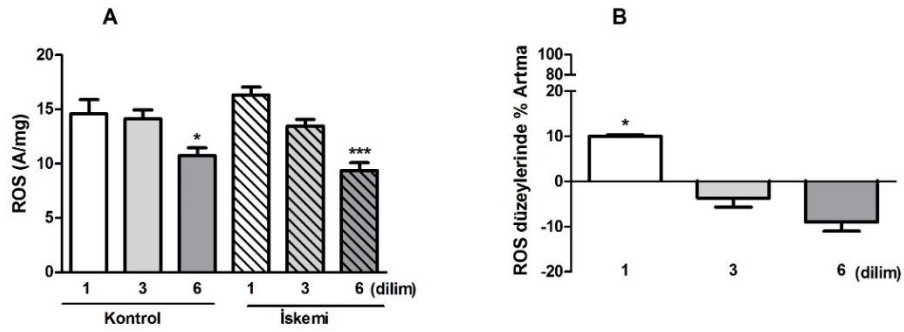 A
ROS (A/mg)
20
15
10
5
0
*
***
1 3 6 1 3 6 (dilim)
Kontrol İskemi
B
ROS düzeylerinde % Artma
100
80
20
10
0
-10
-20
*
1 3 6 (dilim)